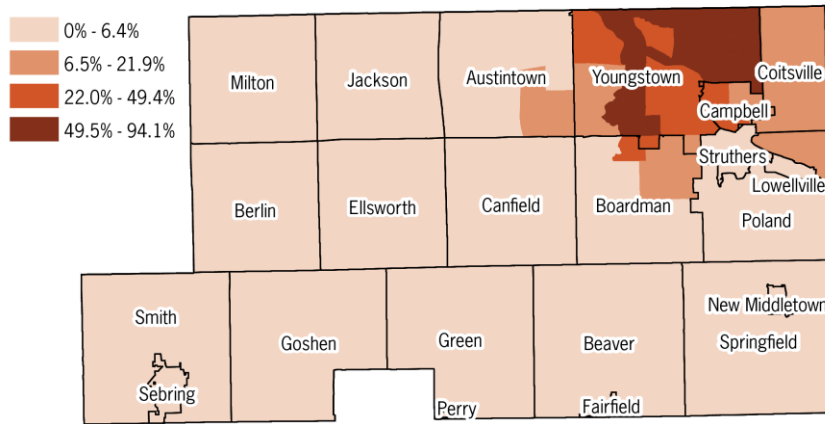 0% - 6.4%
6.5% - 21.9%
22.0% - 49.4%
49.5% - 94.1%
Milton
Jackson
Austintown
Youngstown
Coitsville
Campbell
Struthers
Lowellville
Berlin
Ellsworth
Canfield
Boardman
Poland
Smith
Goshen
Green
Beaver
New Middletown
Springfield
Sebring
Perry
Fairfield